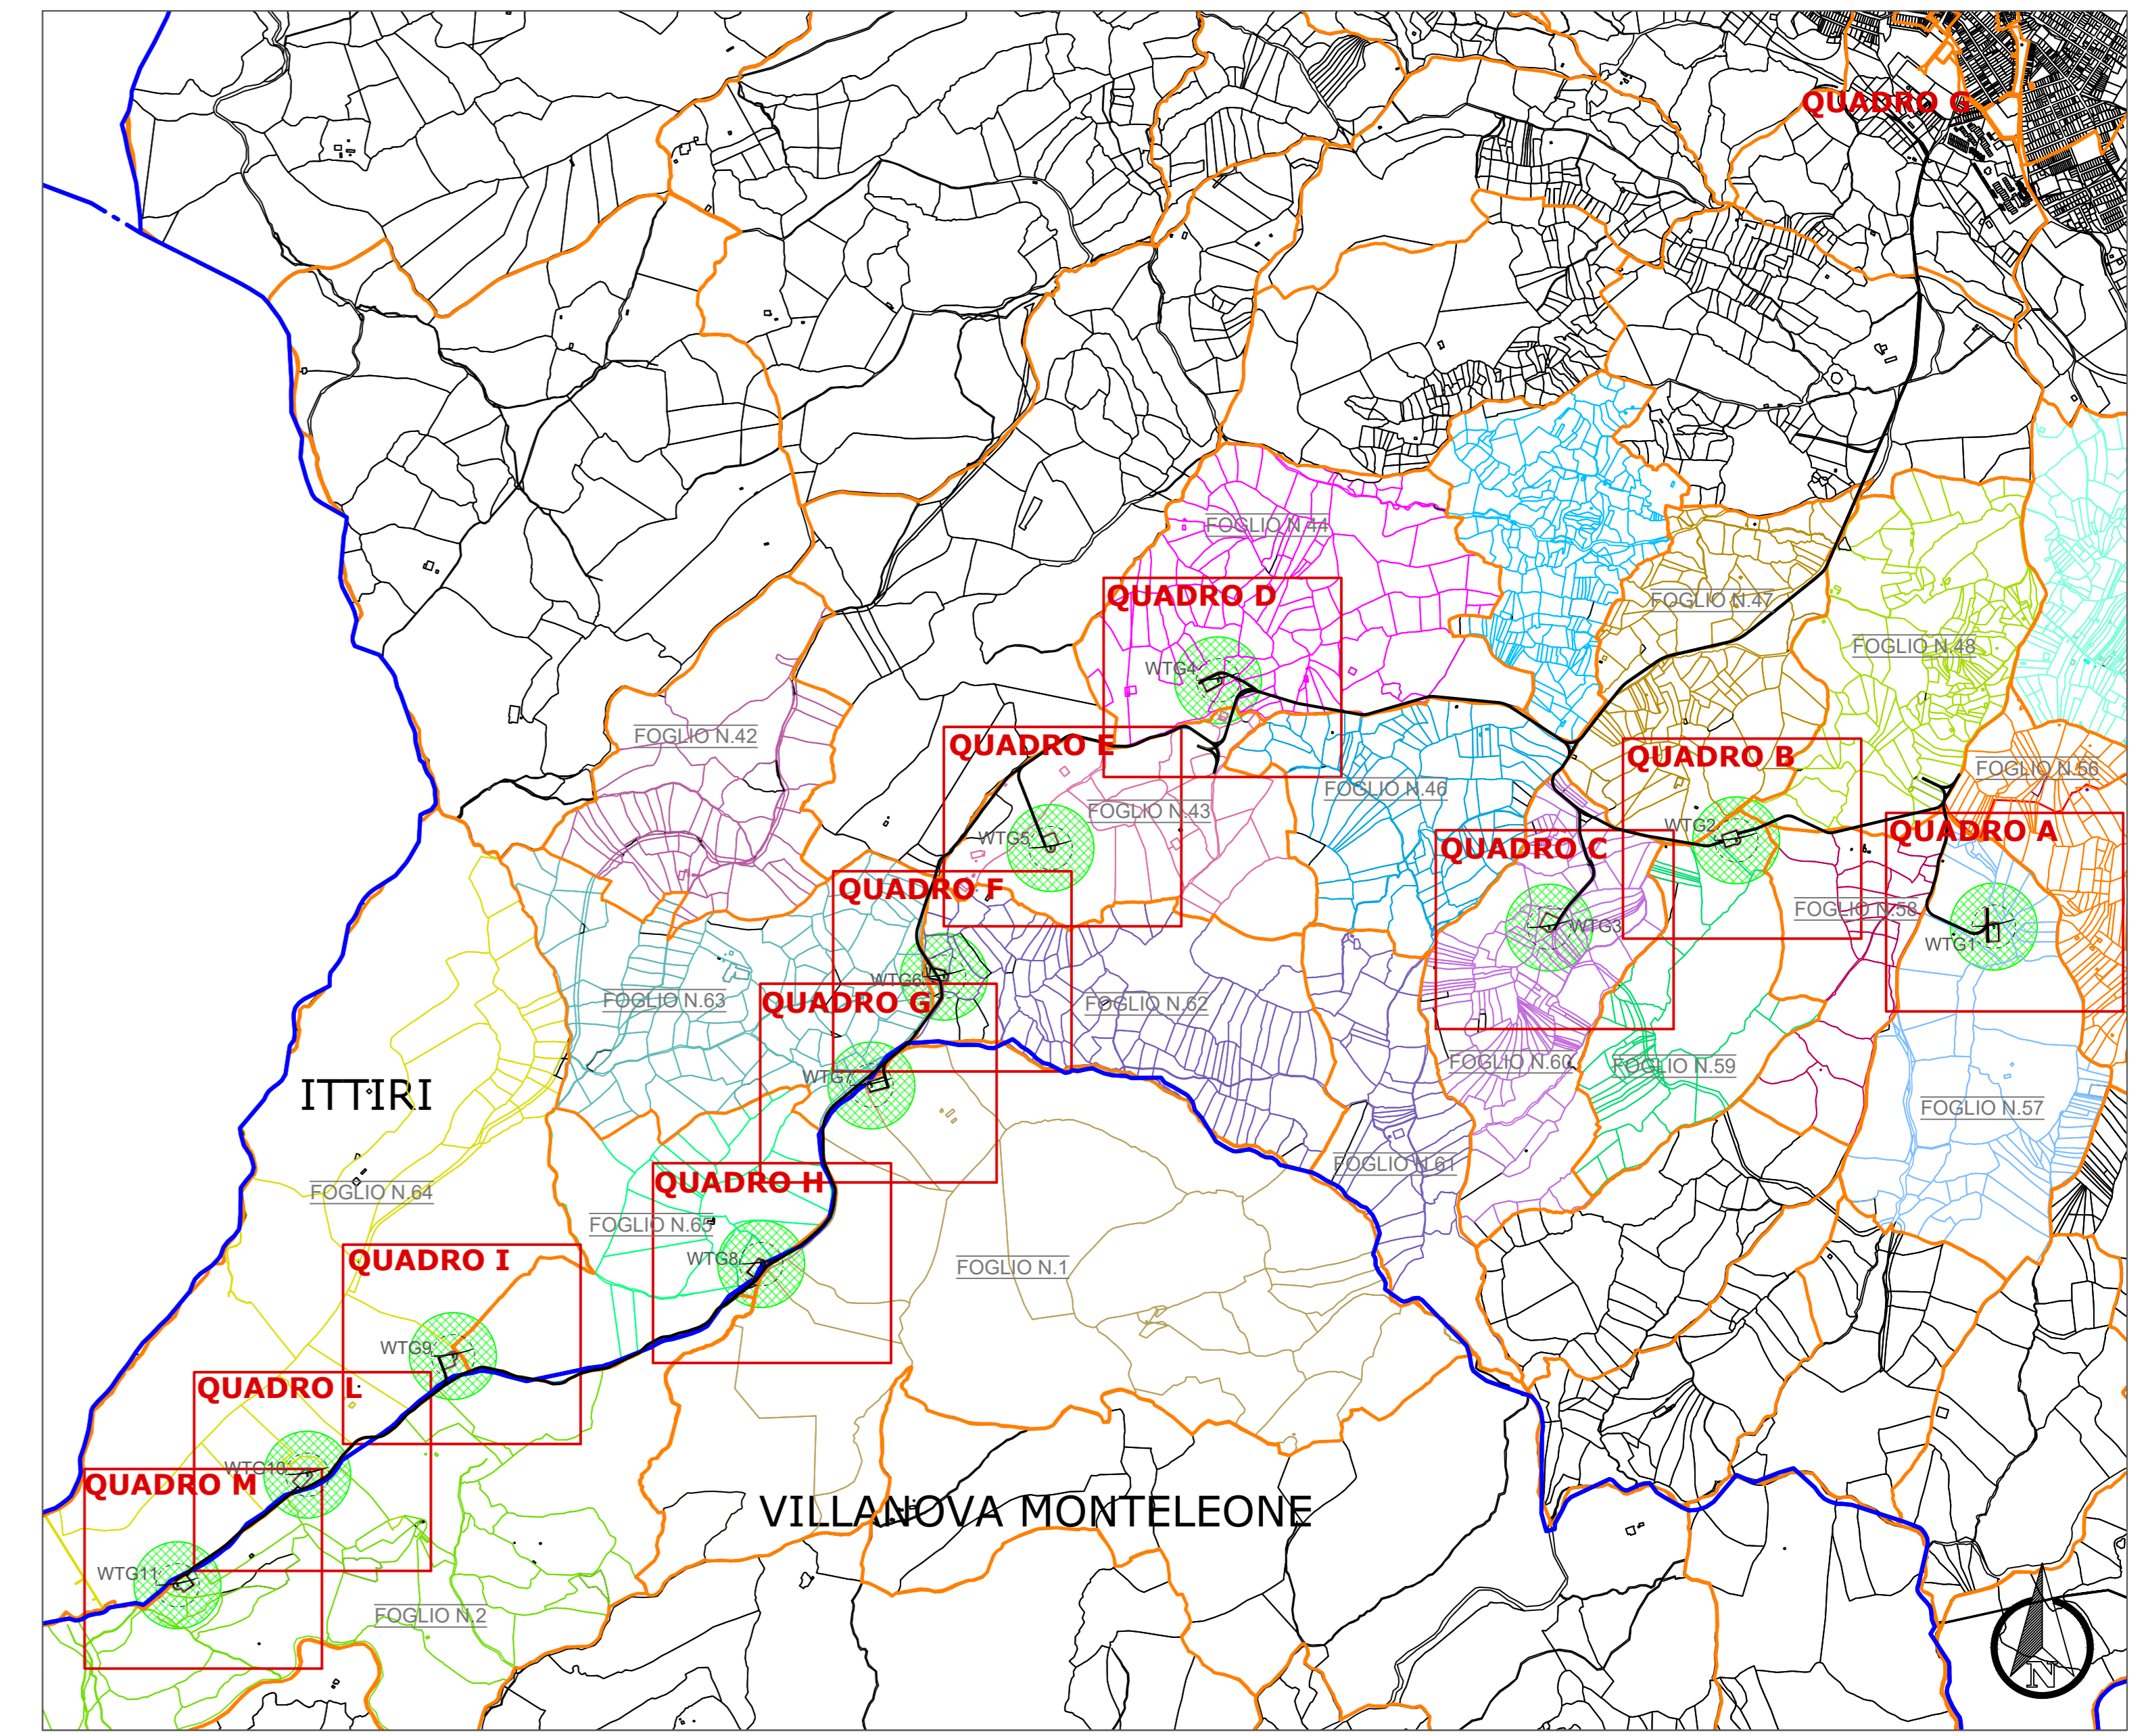 QUADRO G
FOGLIO N.44
QUADRO D
FOGLIO N.47
FOGLIO N.48
WTG4
FOGLIO N.42
QUADRO E
QUADRO B
FOGLIO N.56
FOGLIO N.46
FOGLIO N.43
WTG5
WTG2
QUADRO A
QUADRO C
QUADRO F
FOGLIO N.58
WTG3
WTG1
WTG6
FOGLIO N.63
QUADRO G
FOGLIO N.62
FOGLIO N.60
FOGLIO N.59
WTG7
ITTIRI
FOGLIO N.57
FOGLIO N.61
QUADRO H
FOGLIO N.64
FOGLIO N.65
WTG8
QUADRO I
FOGLIO N.1
WTG9
QUADRO L
WTG10
QUADRO M
VILLANOVA MONTELEONE
WTG11
FOGLIO N.2
N